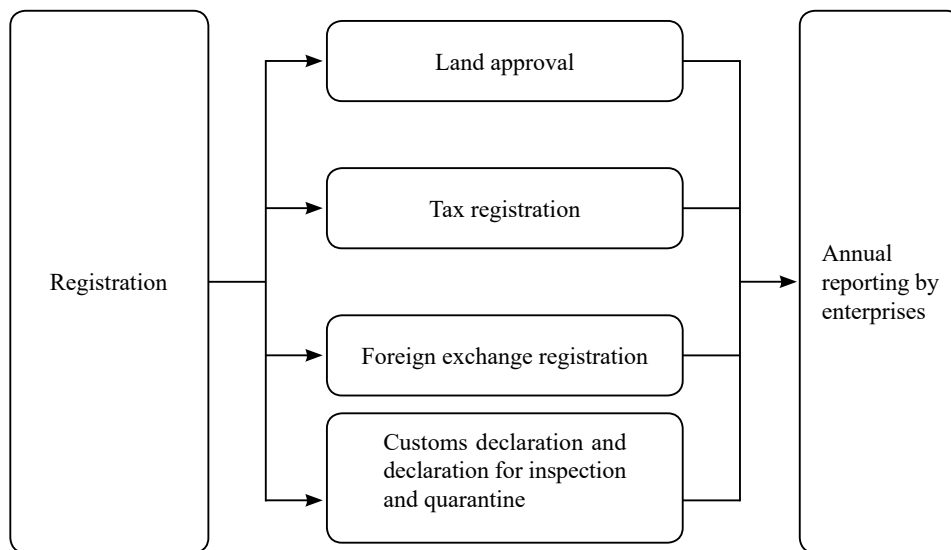 Registration
Land approval
Tax registration
Foreign exchange registration
Customs declaration and
declaration for inspection
and quarantine
Annual
reporting by
enterprises